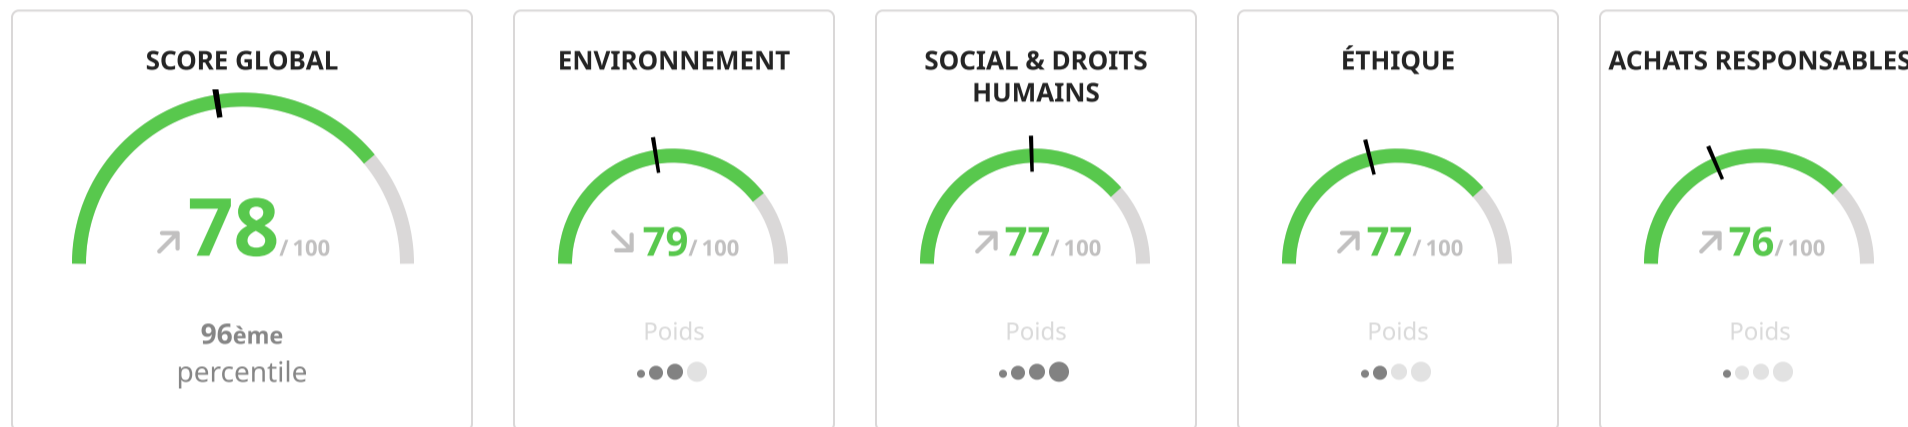 SCORE GLOBAL
78/ 100
96ème
percentile
ENVIRONNEMENT
79/ 100
Poids
SOCIAL & DROITS
HUMAINS
77/ 100
Poids
ÉTHIQUE
77/ 100
Poids
ACHATS RESPONSABLES
76/ 100
Poids